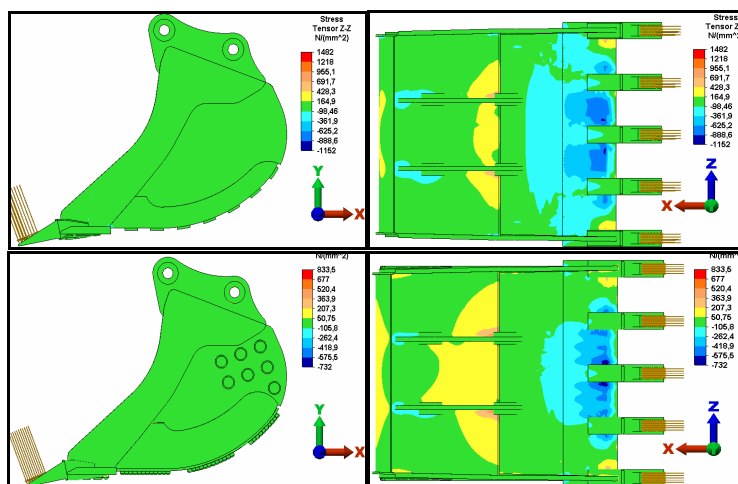 Stress
Tensor Z-Z
N/(mm^2)
1482
1218
955,1
691,7
428,3
164,9
-98,46
-361,9
-625,2
-888,6
-1152
Y
X
Stress
Tensor Z-Z
N/(mm^2)
1482
1218
955,1
691,7
428,3
164,9
-98,46
-361,9
-625,2
-888,6
-1152
Z
X
N/(mm^2)
833,5
677
520,4
363,9
207,3
50,75
-105,8
-262,4
-418,9
-575,5
-732
Y
X
N/(mm^
833,5
677
520,4
363,9
207,3
50,75
-105,8
-262,4
-418,9
-575,5
-732
Z
X